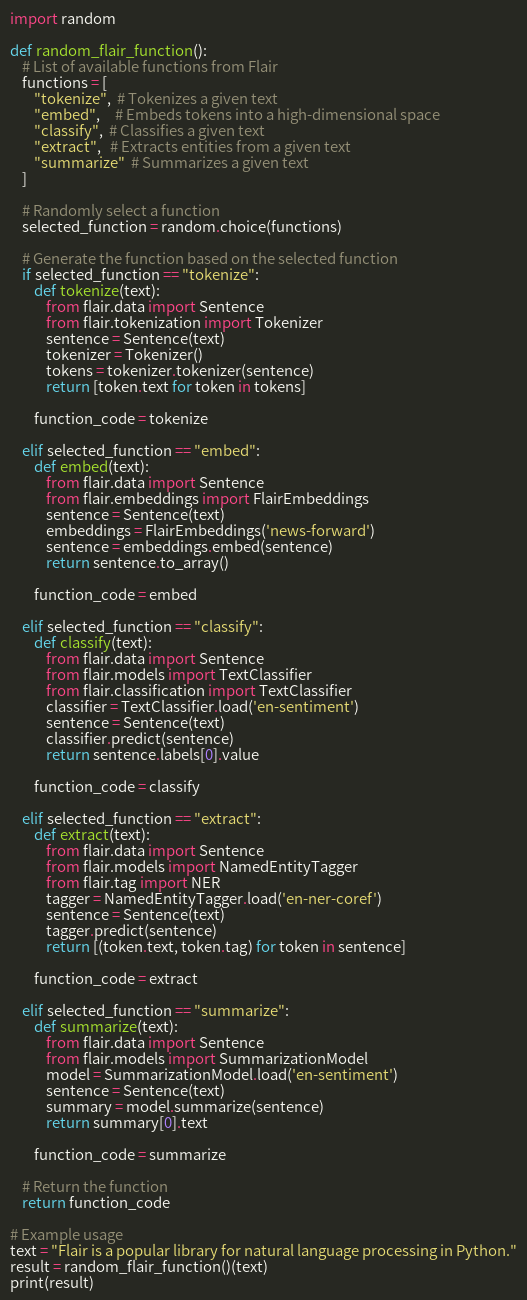 import random

def random_flair_function():
    # List of available functions from Flair
    functions = [
        "tokenize",  # Tokenizes a given text
        "embed",    # Embeds tokens into a high-dimensional space
        "classify",  # Classifies a given text
        "extract",   # Extracts entities from a given text
        "summarize"  # Summarizes a given text
    ]

    # Randomly select a function
    selected_function = random.choice(functions)

    # Generate the function based on the selected function
    if selected_function == "tokenize":
        def tokenize(text):
            from flair.data import Sentence
            from flair.tokenization import Tokenizer
            sentence = Sentence(text)
            tokenizer = Tokenizer()
            tokens = tokenizer.tokenizer(sentence)
            return [token.text for token in tokens]

        function_code = tokenize

    elif selected_function == "embed":
        def embed(text):
            from flair.data import Sentence
            from flair.embeddings import FlairEmbeddings
            sentence = Sentence(text)
            embeddings = FlairEmbeddings('news-forward')
            sentence = embeddings.embed(sentence)
            return sentence.to_array()

        function_code = embed

    elif selected_function == "classify":
        def classify(text):
            from flair.data import Sentence
            from flair.models import TextClassifier
            from flair.classification import TextClassifier
            classifier = TextClassifier.load('en-sentiment')
            sentence = Sentence(text)
            classifier.predict(sentence)
            return sentence.labels[0].value

        function_code = classify

    elif selected_function == "extract":
        def extract(text):
            from flair.data import Sentence
            from flair.models import NamedEntityTagger
            from flair.tag import NER
            tagger = NamedEntityTagger.load('en-ner-coref')
            sentence = Sentence(text)
            tagger.predict(sentence)
            return [(token.text, token.tag) for token in sentence]

        function_code = extract

    elif selected_function == "summarize":
        def summarize(text):
            from flair.data import Sentence
            from flair.models import SummarizationModel
            model = SummarizationModel.load('en-sentiment')
            sentence = Sentence(text)
            summary = model.summarize(sentence)
            return summary[0].text

        function_code = summarize

    # Return the function
    return function_code

# Example usage
text = "Flair is a popular library for natural language processing in Python."
result = random_flair_function()(text)
print(result)